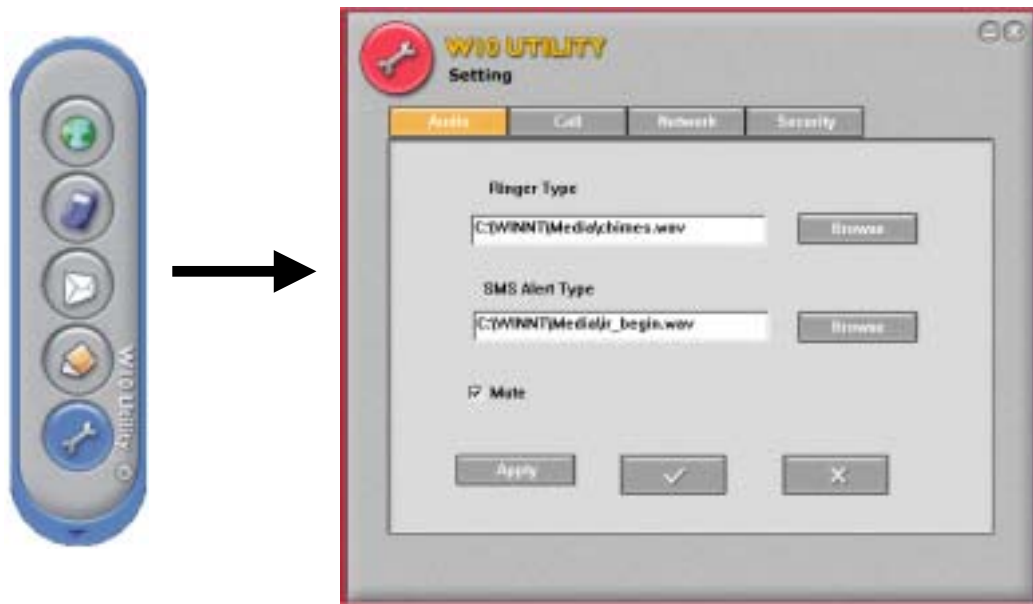 W10 Utility
W10 UTILITY
Setting
Audio Call Network Security
Ringer Type
C:\WINNT\Media\chimes.wav Browse
SMS Alert Type
C:\WINNT\Media\ir_begin.wav Browse
Mute
Apply